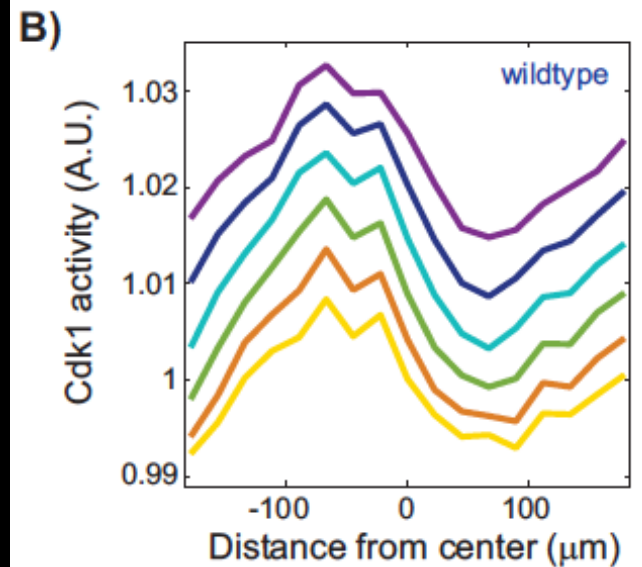 B)
wildtype
Cdk1 activity (A.U.)
1.03
1.02
1.01
1
0.99
-100 0 100
Distance from center (μm)